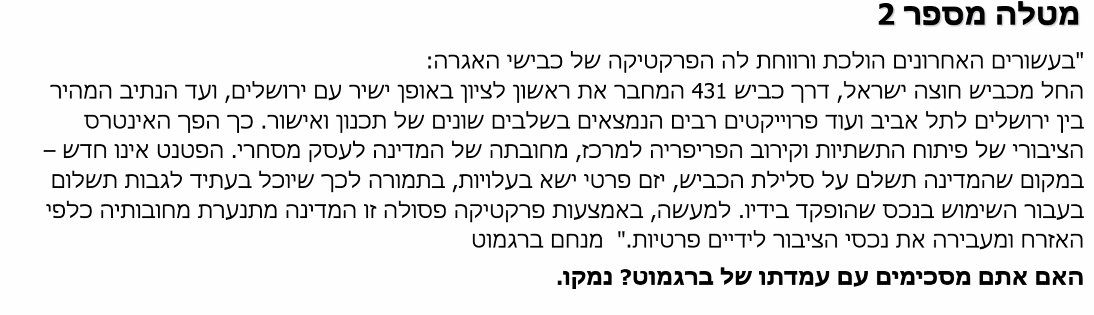 מטלה מספר 2
"בעשורים האחרונים הולכת ורווחת לה הפרקטיקה של כבישי האגרה:
החל מכביש חוצה ישראל, דרך כביש 431 המחבר את ראשון לציון באופן ישיר עם ירושלים, ועד הנתיב המהיר
בין ירושלים לתל אביב ועוד פרוייקטים רבים הנמצאים בשלבים שונים של תכנון ואישור. כך הפך האינטרס
הציבורי של פיתוח התשתיות וקירוב הפריפריה למרכז, מחובתה של המדינה לעסק מסחרי. הפטנט אינו חדש –
במקום שהמדינה תשלם על סלילת הכביש, יזם פרטי ישא בעלויות, בתמורה לכך שיוכל בעתיד לגבות תשלום
בעבור השימוש בנכס שהופקד בידיו. למעשה, באמצעות פרקטיקה פסולה זו המדינה מתנערת מחובותיה כלפי
האזרח ומעבירה את נכסי הציבור לידיים פרטיות." מנחם ברגמוט
האם אתם מסכימים עם עמדתו של ברגמוט? נמקו.